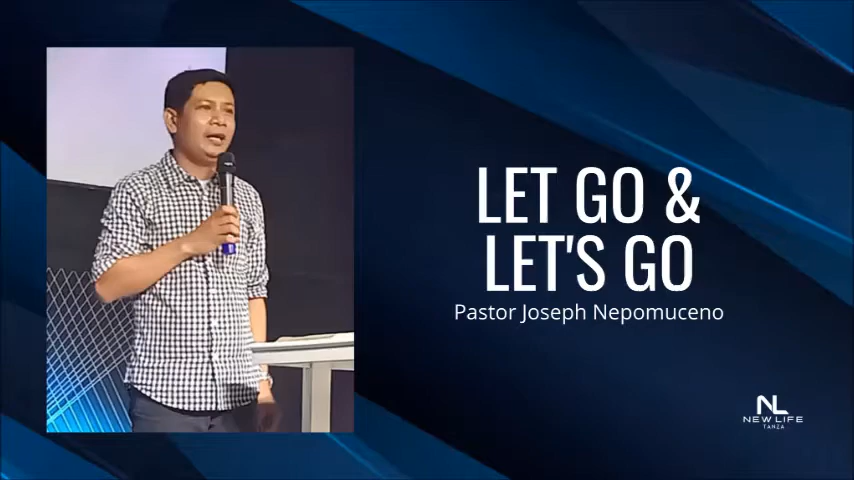 LET GO &
LET'S GO
Pastor Joseph Nepomuceno
NL
NEW LIFE
TANZA